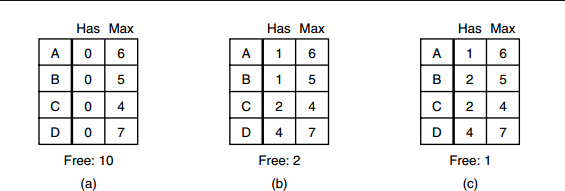 Has Max Has Max Has Max
A 0 6 A 1 6 A 1 6
B 0 5 B 1 5 B 2 5
C 0 4 C 2 4 C 2 4
D 0 7 D 4 7 D 4 7
Free: 10 Free: 2 Free: 1
(a) (b) (c)